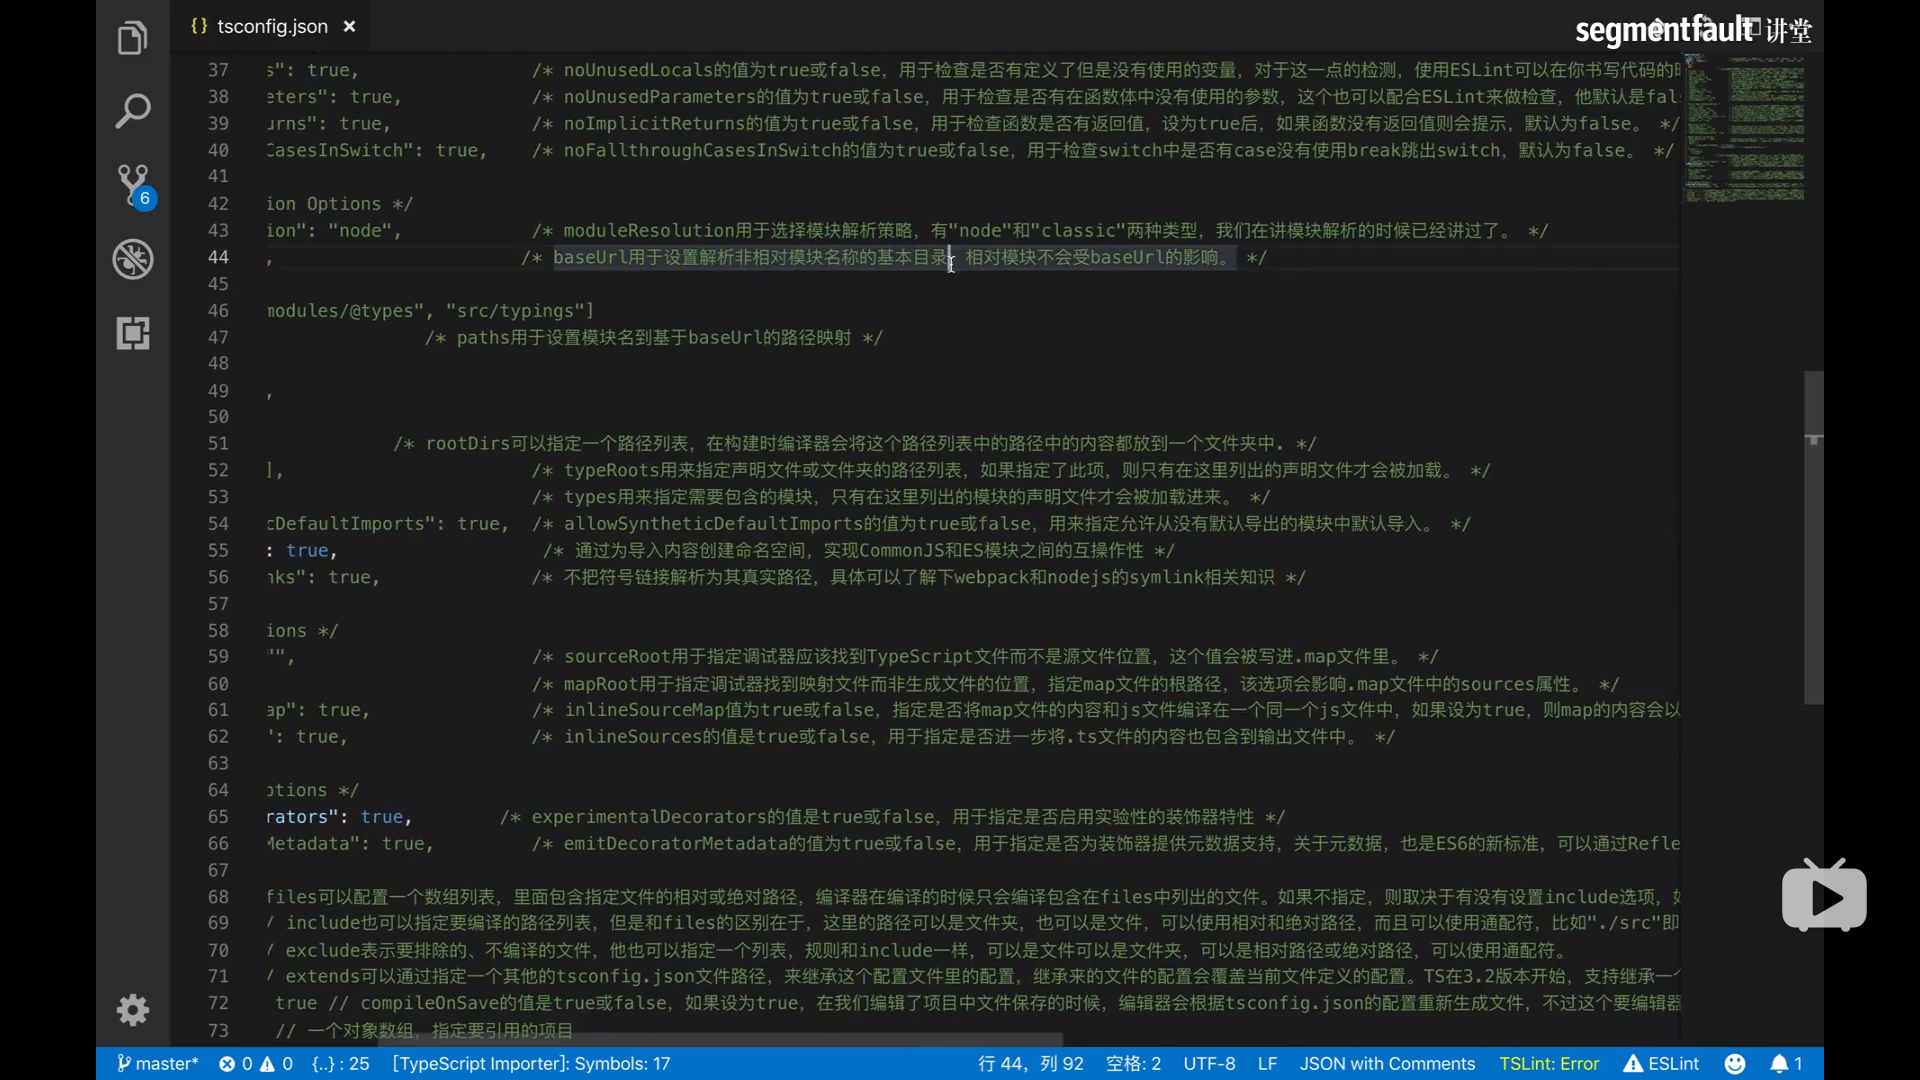 {} tsconfig.json ×
segmentfault 讲堂
37 s": true, /* noUnusedLocals的值为true或false，用于检查是否有定义了但是没有使用的变量，对于这一点的检测，使用ESLint可以在你书写代码的
38 eters": true, /* noUnusedParameters的值为true或false，用于检查是否有在函数体中没有使用的参数，这个也可以配合ESLint来做检查，他默认是fal
39 urns": true, /* noImplicitReturns的值为true或false，用于检查函数是否有返回值，设为true后，如果函数没有返回值则会提示，默认为false。 */
40 CasesInSwitch": true, /* noFallthroughCasesInSwitch的值为true或false，用于检查switch中是否有case没有使用break跳出switch，默认为false。 */
41
42 ion Options */
43 ion": "node", /* moduleResolution用于选择模块解析策略，有"node"和"classic"两种类型，我们在讲模块解析的时候已经讲过了。 */
44 , /* baseUrl用于设置解析非相对模块名称的基本目录，相对模块不会受baseUrl的影响。 */
45
46 modules/@types", "src/typings"]
47 /* paths用于设置模块名到基于baseUrl的路径映射 */
48
49 ,
50
51 /* rootDirs可以指定一个路径列表，在构建时编译器会将这个路径列表中的路径中的内容都放到一个文件夹中. */
52 ], /* typeRoots用来指定声明文件或文件夹的路径列表，如果指定了此项，则只有在这里列出的声明文件才会被加载。 */
53 /* types用来指定需要包含的模块，只有在这里列出的模块的声明文件才会被加载进来。 */
54 cDefaultImports": true, /* allowSyntheticDefaultImports的值为true或false，用来指定允许从没有默认导出的模块中默认导入。 */
55 : true, /* 通过为导入内容创建命名空间，实现CommonJS和ES模块之间的互操作性 */
56 nks": true, /* 不把符号链接解析为其真实路径，具体可以了解下webpack和nodejs的symlink相关知识 */
57
58 ions */
59 "", /* sourceRoot用于指定调试器应该找到TypeScript文件而不是源文件位置，这个值会被写进.map文件里。 */
60 /* mapRoot用于指定调试器找到映射文件而非生成文件的位置，指定map文件的根路径，该选项会影响.map文件中的sources属性。 */
61 ap": true, /* inlineSourceMap值为true或false，指定是否将map文件的内容和js文件编译在一个同一个js文件中，如果设为true，则map的内容会以
62 ": true, /* inlineSources的值是true或false，用于指定是否进一步将.ts文件的内容也包含到输出文件中。 */
63
64 ptions */
65 rators": true, /* experimentalDecorators的值是true或false，用于指定是否启用实验性的装饰器特性 */
66 Metadata": true, /* emitDecoratorMetadata的值为true或false，用于指定是否为装饰器提供元数据支持，关于元数据，也是ES6的新标准，可以通过Refle
67
68 files可以配置一个数组列表，里面包含指定文件的相对或绝对路径，编译器在编译的时候只会编译包含在files中列出的文件。如果不指定，则取决于有没有设置include选项，如
69 / include也可以指定要编译的路径列表，但是和files的区别在于，这里的路径可以是文件夹，也可以是文件，可以使用相对和绝对路径，而且可以使用通配符，比如"./src"即
70 / exclude表示要排除的、不编译的文件，他也可以指定一个列表，规则和include一样，可以是文件可以是文件夹，可以是相对路径或绝对路径，可以使用通配符。
71 / extends可以通过指定一个其他的tsconfig.json文件路径，来继承这个配置文件里的配置，继承来的文件的配置会覆盖当前文件定义的配置。TS在3.2版本开始，支持继承一个
72 true // compileOnSave的值是true或false，如果设为true，在我们编辑了项目中文件保存的时候，编辑器会根据tsconfig.json的配置重新生成文件，不过这个要编辑器
73 // 一个对象数组，指定要引用的项目
6
master* 0 0 {..} : 25 [TypeScript Importer]: Symbols: 17 行 44，列 92 空格: 2 UTF-8 LF JSON with Comments TSLint: Error ESLint 1